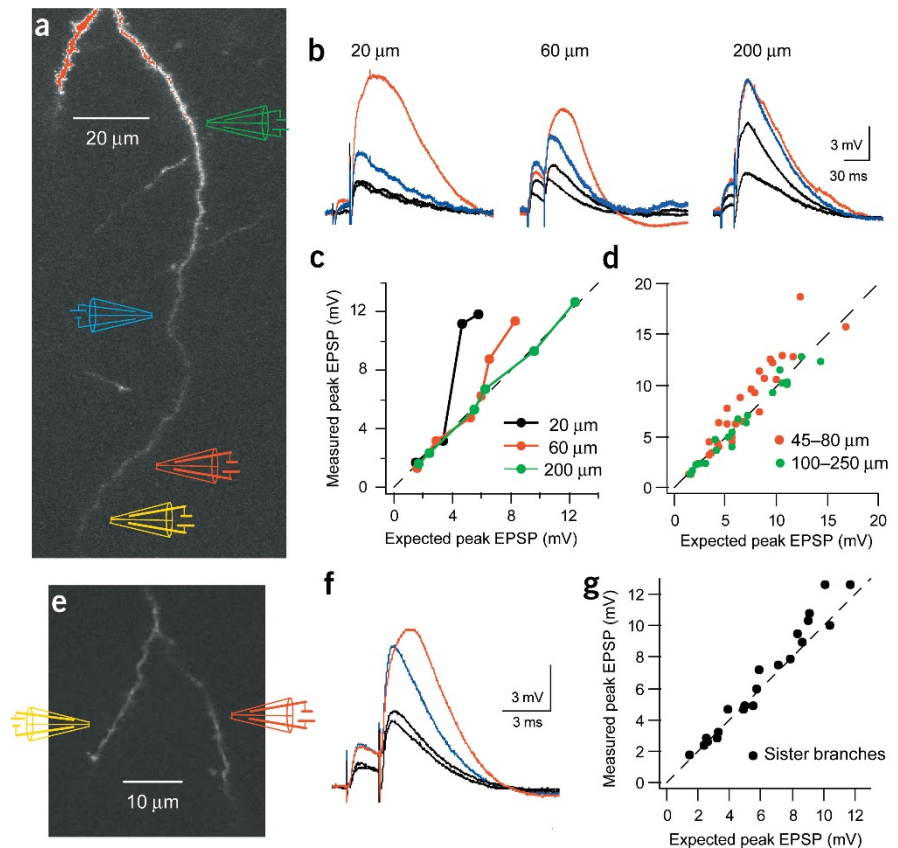 a
20 μm
b
20 μm
60 μm
200 μm
3 mV
30 ms
c
Measured peak EPSP (mV)
12
8
4
0
0
4
8
12
Expected peak EPSP (mV)
20 μm
60 μm
200 μm
d
20
15
10
5
0
0
5
10
15
20
Expected peak EPSP (mV)
45–80 μm
100–250 μm
e
10 μm
f
3 mV
3 ms
g
Measured peak EPSP (mV)
12
10
8
6
4
2
0
0
2
4
6
8
10
12
Expected peak EPSP (mV)
Sister branches